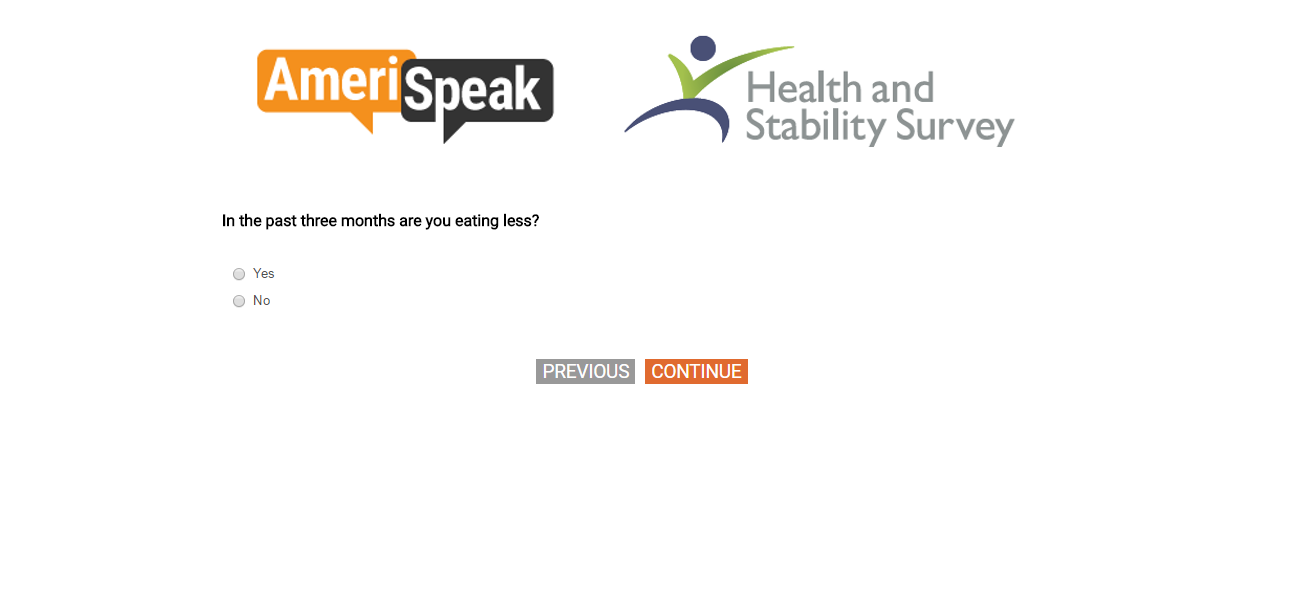 AmeriSpeak
Health and
Stability Survey
In the past three months are you eating less?
Yes
No
PREVIOUS CONTINUE